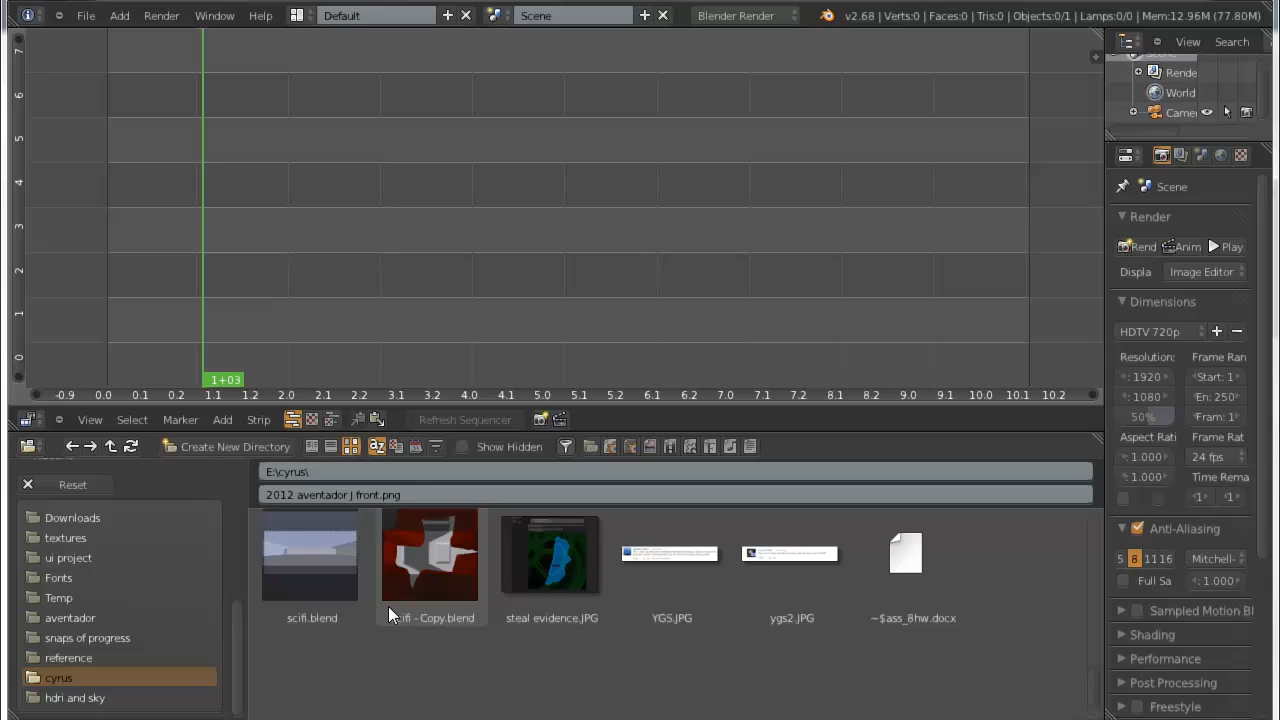 File Add Render Window Help Default Scene Blender Render v2.68 | Verts:0 | Faces:0 | Tris:0 | Objects:0/1 | Lamps:0/0 | Mem:12.96M (77.80M)
View Search
Rende
World
Came
7
6
5
4
3
2
1
0
Scene
Render
Rend Anim Play
Displa Image Editor
Dimensions
HDTV 720p
Resolution: Frame Ran
: 1920 Start: 1
: 1080 En: 250
50% Fram: 1
Aspect Rati Frame Rat
: 1.000 24 fps
: 1.000 Time Rema
1 1
Anti-Aliasing
5 8 11 16 Mitchell-
Full Sa : 1.000
Sampled Motion Bl
Shading
Performance
Post Processing
Freestyle
1+03
-0.9 0.0 0.1 0.2 1.1 1.2 2.0 2.1 3.0 3.1 4.0 4.1 5.0 5.1 6.1 6.2 7.0 7.1 8.1 8.2 9.0 9.1 10.1 10.2
View Select Marker Add Strip Refresh Sequencer
Create New Directory Show Hidden
Reset
E:\cyrus\
2012 aventador J front.png
Downloads
textures
ui project
Fonts
Temp
aventador
snaps of progress
reference
cyrus
hdri and sky
scifi.blend
ifi - Copy.blend
steal evidence.JPG
YGS.JPG
ygs2.JPG
~$ass_8hw.docx